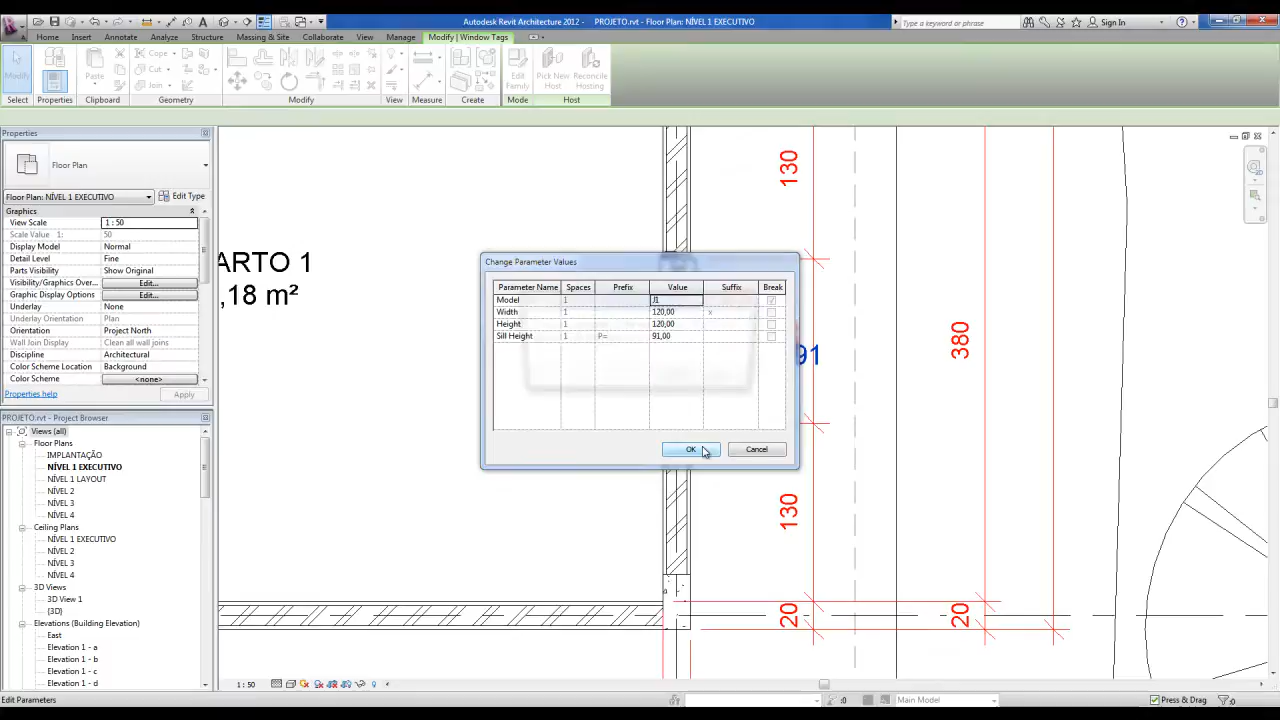 Autodesk Revit Architecture 2012 - PROJETO.rvt - Floor Plan: NÍVEL 1 EXECUTIVO
Type a keyword or phrase
Sign In
Home Insert Annotate Analyze Structure Massing & Site Collaborate View Manage Modify | Window Tags
Modify
Paste
Cope
Cut
Join
Edit Family
Pick New Host
Reconcile Hosting
Select Properties Clipboard Geometry Modify View Measure Create Mode Host
Properties
Floor Plan
Floor Plan: NÍVEL 1 EXECUTIVO
Edit Type
Graphics
View Scale 1 : 50
Scale Value 1: 50
Display Model Normal
Detail Level Fine
Parts Visibility Show Original
Visibility/Graphics Over... Edit...
Graphic Display Options Edit...
Underlay None
Underlay Orientation Plan
Orientation Project North
Wall Join Display Clean all wall joins
Discipline Architectural
Color Scheme Location Background
Color Scheme <none>
Properties help
Apply
PROJETO.rvt - Project Browser
Views (all)
Floor Plans
IMPLANTAÇÃO
NÍVEL 1 EXECUTIVO
NÍVEL 1 LAYOUT
NÍVEL 2
NÍVEL 3
NÍVEL 4
Ceiling Plans
NÍVEL 1 EXECUTIVO
NÍVEL 2
NÍVEL 3
NÍVEL 4
3D Views
3D View 1
{3D}
Elevations (Building Elevation)
East
Elevation 1 - a
Elevation 1 - b
Elevation 1 - c
Elevation 1 - d
ARTO 1
,18 m²
Change Parameter Values
Parameter Name Spaces Prefix Value Suffix Break
Model 1 J1
Width 1 120,00 x
Height 1 120,00
Sill Height 1 P= 91,00
OK
Cancel
130
91
380
130
20
20
1 : 50
Edit Parameters
:0
Main Model
Press & Drag
:0